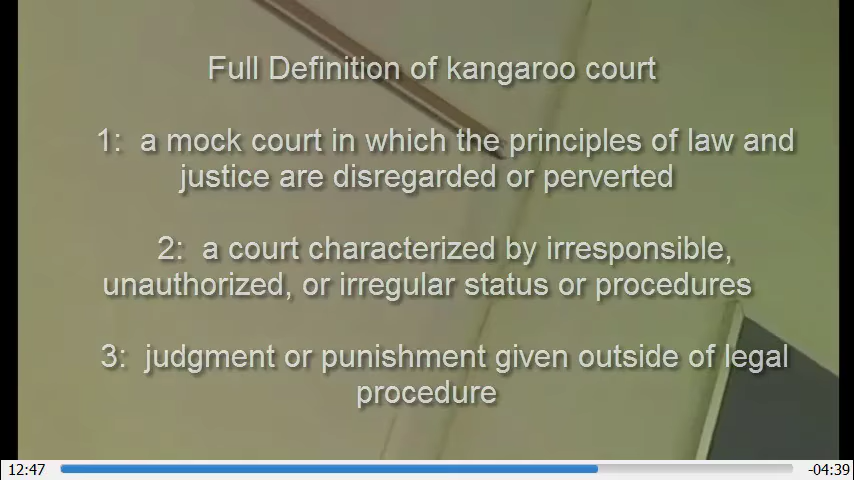 Full Definition of kangaroo court
1: a mock court in which the principles of law and
justice are disregarded or perverted
2: a court characterized by irresponsible,
unauthorized, or irregular status or procedures
3: judgment or punishment given outside of legal
procedure
12:47 -04:39